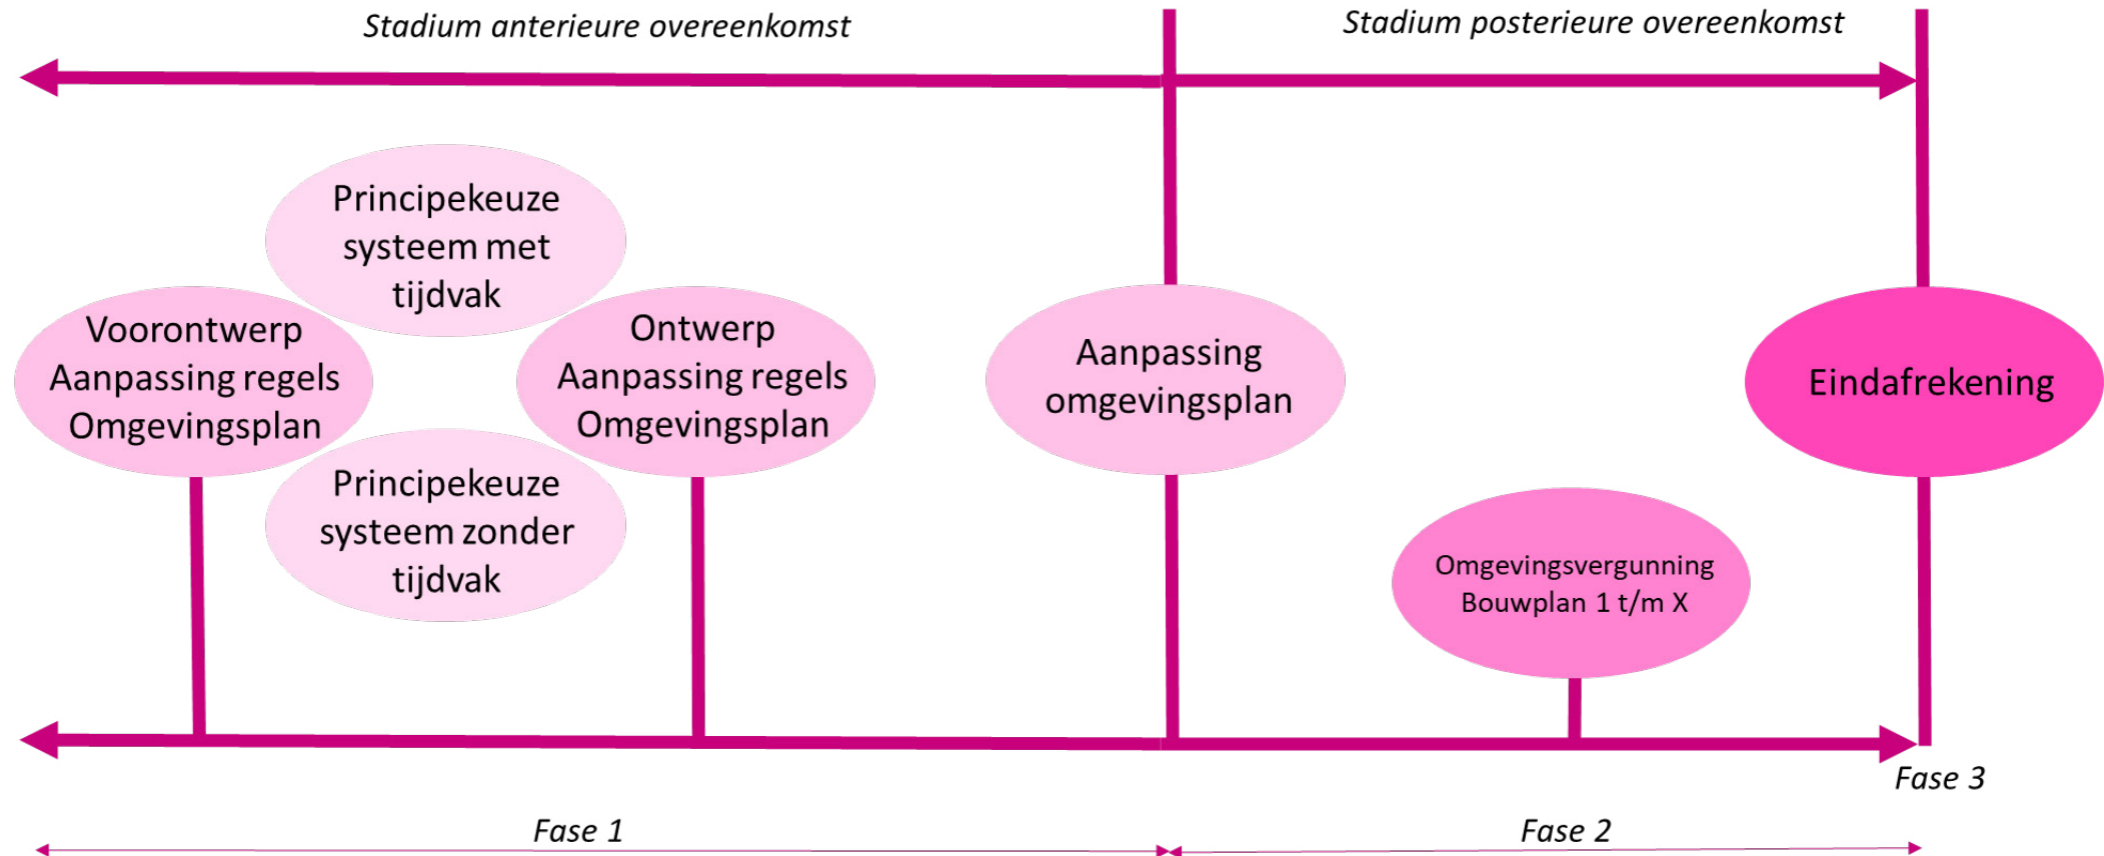 Stadium anterieure overeenkomst
Stadium posterieure overeenkomst
Principekeuze
systeem met
tijdvak
Voorontwerp
Aanpassing regels
Omgevingsplan
Ontwerp
Aanpassing regels
Omgevingsplan
Principekeuze
systeem zonder
tijdvak
Aanpassing
omgevingsplan
Omgevingsvergunning
Bouwplan 1 t/m X
Eindafrekening
Fase 1
Fase 2
Fase 3